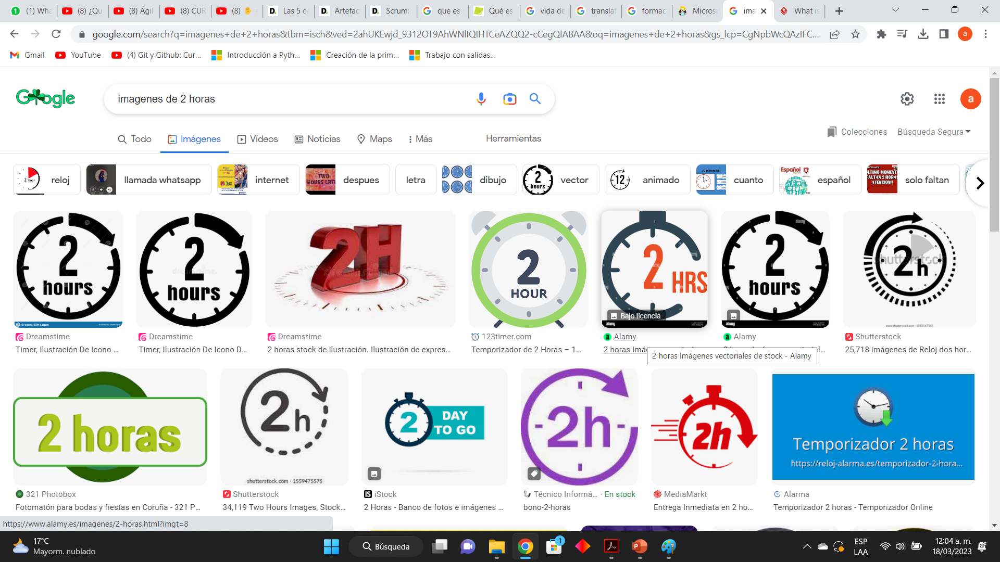 (1) Wha
(8) ¿Qu
(8) Ágil
(8) CUR
(8)
Las 5 ce
Artefac
Scrum:
que es
Qué es
vida de
translat
formac
Micros
ima
What is
google.com/search?q=imagenes+de+2+horas&tbm=isch&ved=2ahUKEwjd_9312OT9AhWNllQIHTCeAZQQ2-cCegQIABAA&oq=imagenes+de+2+horas&gs_lcp=CgNpbWcQAzIFC...
Gmail
YouTube
(4) Git y Github: Cur...
Introducción a Pyth...
Creación de la prim...
Trabajo con salidas...
Google
imagenes de 2 horas
a
Todo
Imágenes
Videos
Noticias
Maps
Más
Herramientas
Colecciones
Búsqueda Segura
reloj
llamada whatsapp
internet
despues
letra
dibujo
vector
animado
cuanto
español
solo faltan
2 hours
2 hours
2H
2 HOUR
2 HRS
2 hours
2h
Bajo licencia
Dreamstime
Timer, Ilustración De Icono ...
Dreamstime
Timer, Ilustración De Icono D...
Dreamstime
2 horas stock de ilustración. Ilustración de expres...
123timer.com
Temporizador de 2 Horas – 1...
Alamy
2 horas Imá
2 horas Imágenes vectoriales de stock - Alamy
Alamy
Shutterstock
25,718 imágenes de Reloj dos hor...
2 horas
2h
shutterstock.com · 1559475575
2 DAY TO GO
2h
2h
Temporizador 2 horas
https://reloj-alarma.es/temporizador-2-hora...
321 Photobox
Fotomatón para bodas y fiestas en Coruña - 321 P...
Shutterstock
34,119 Two Hours Images, Stock...
iStock
2 Horas - Banco de fotos e imágenes ...
Técnico Informá... · En stock
bono-2-horas
MediaMarkt
Entrega Inmediata en 2 ho...
Alarma
Temporizador 2 horas - Temporizador Online
https://www.alamy.es/imagenes/2-horas.html?imgt=8
17°C
Mayorm. nublado
Búsqueda
1
ESP
LAA
12:04 a. m.
18/03/2023